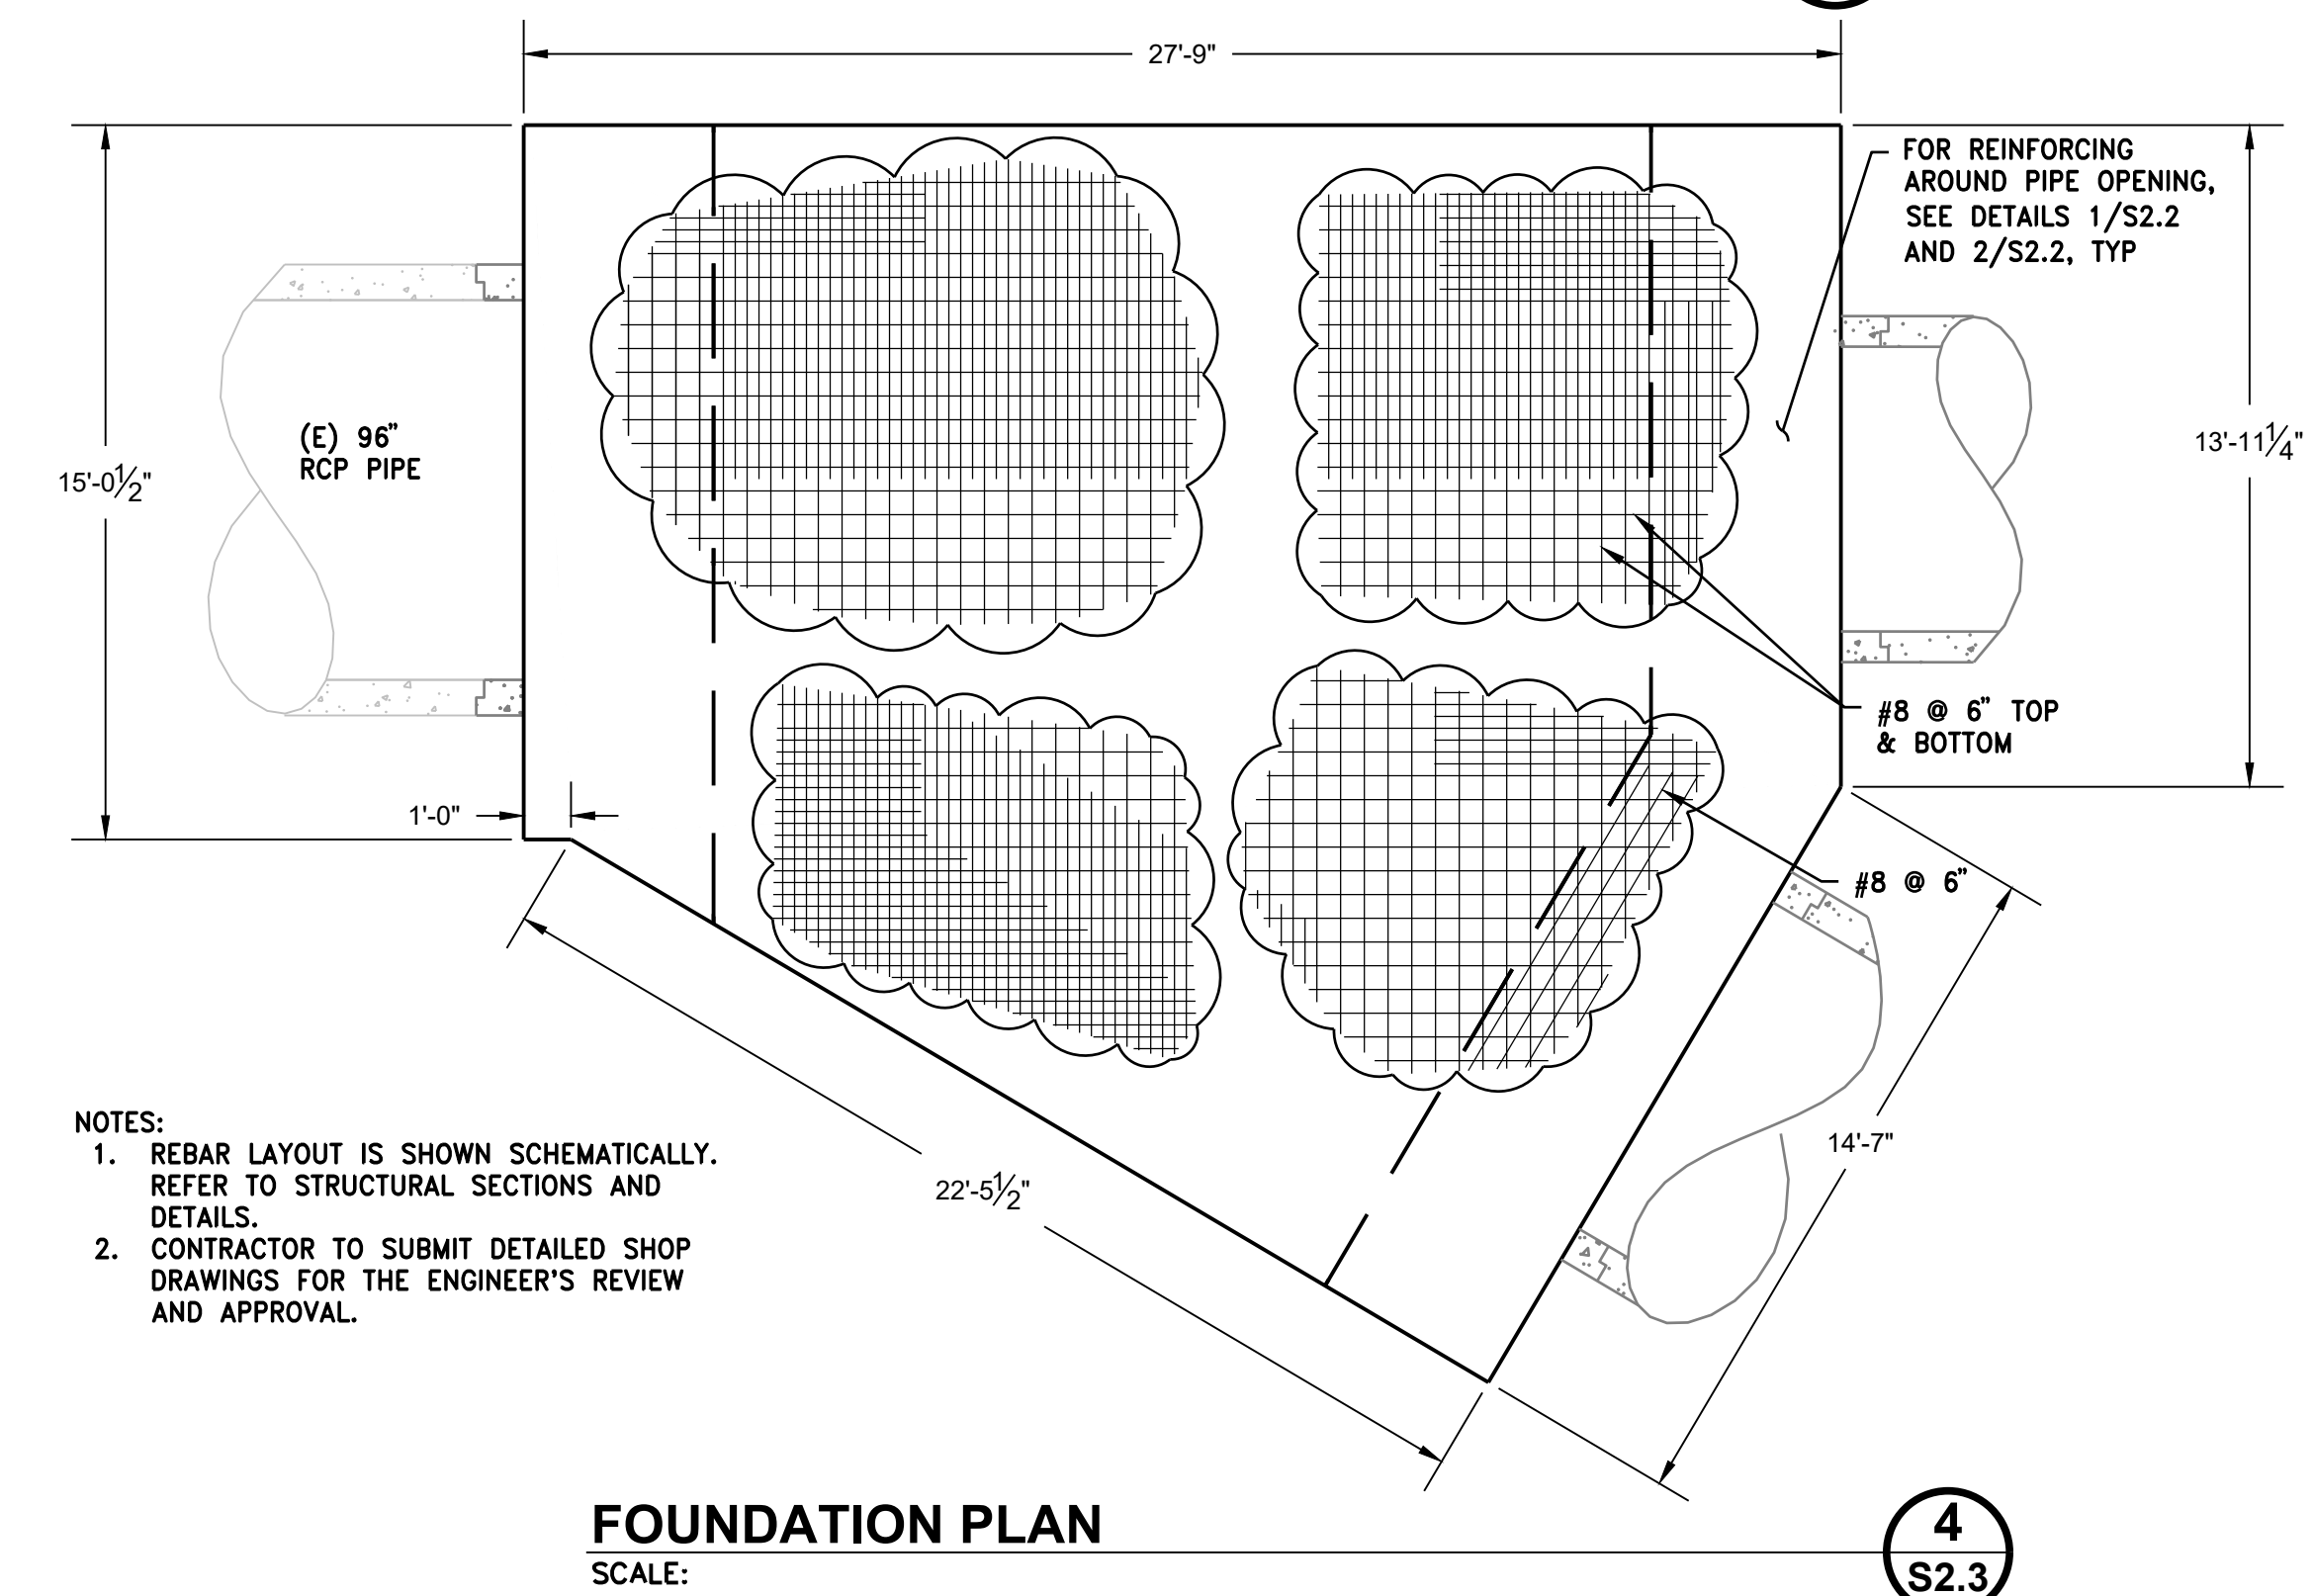 27'-9"
FOR REINFORCING
AROUND PIPE OPENING,
SEE DETAILS 1/S2.2
AND 2/S2.2, TYP
(E) 96”
RCP PIPE
15'-0½"
13'-11¼"
#8 @ 6” TOP
& BOTTOM
1'-0"
#8 @ 6”
14'-7"
22'-5½"
NOTES:
1. REBAR LAYOUT IS SHOWN SCHEMATICALLY.
REFER TO STRUCTURAL SECTIONS AND
DETAILS.
2. CONTRACTOR TO SUBMIT DETAILED SHOP
DRAWINGS FOR THE ENGINEER'S REVIEW
AND APPROVAL.
FOUNDATION PLAN
SCALE:
4
S2.3